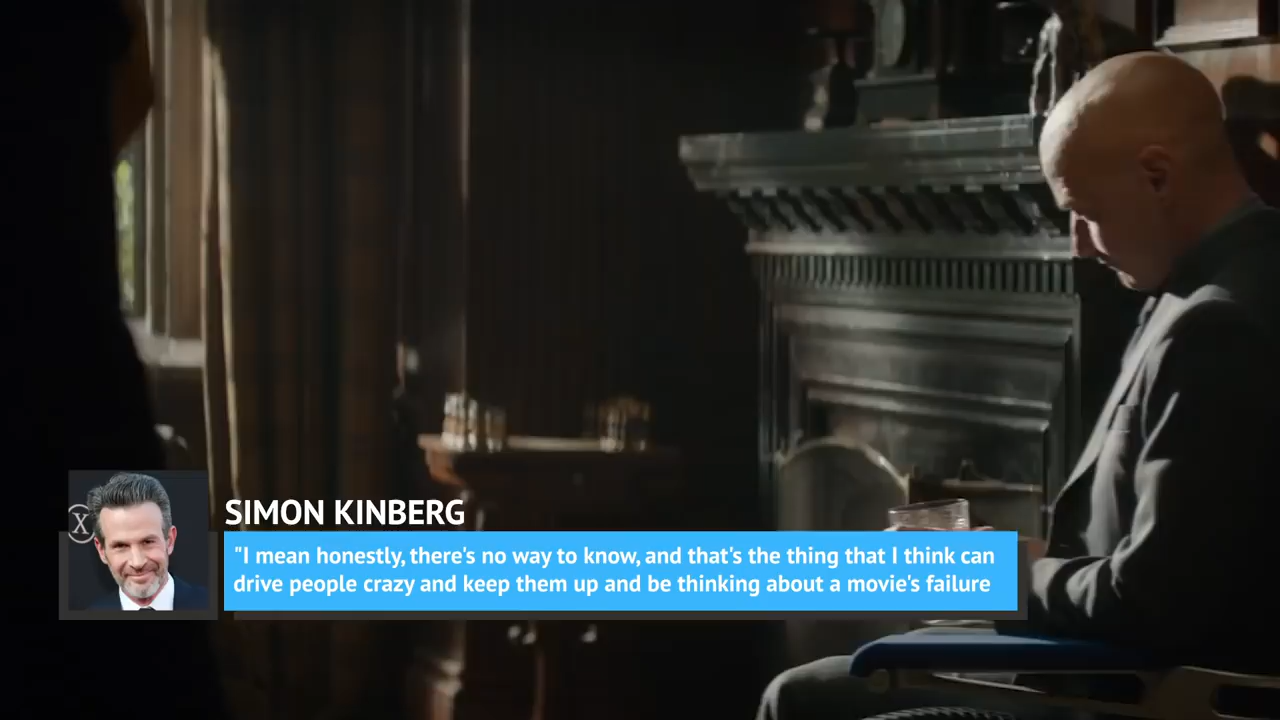 X
SIMON KINBERG
"I mean honestly, there's no way to know, and that's the thing that I think can
drive people crazy and keep them up and be thinking about a movie's failure